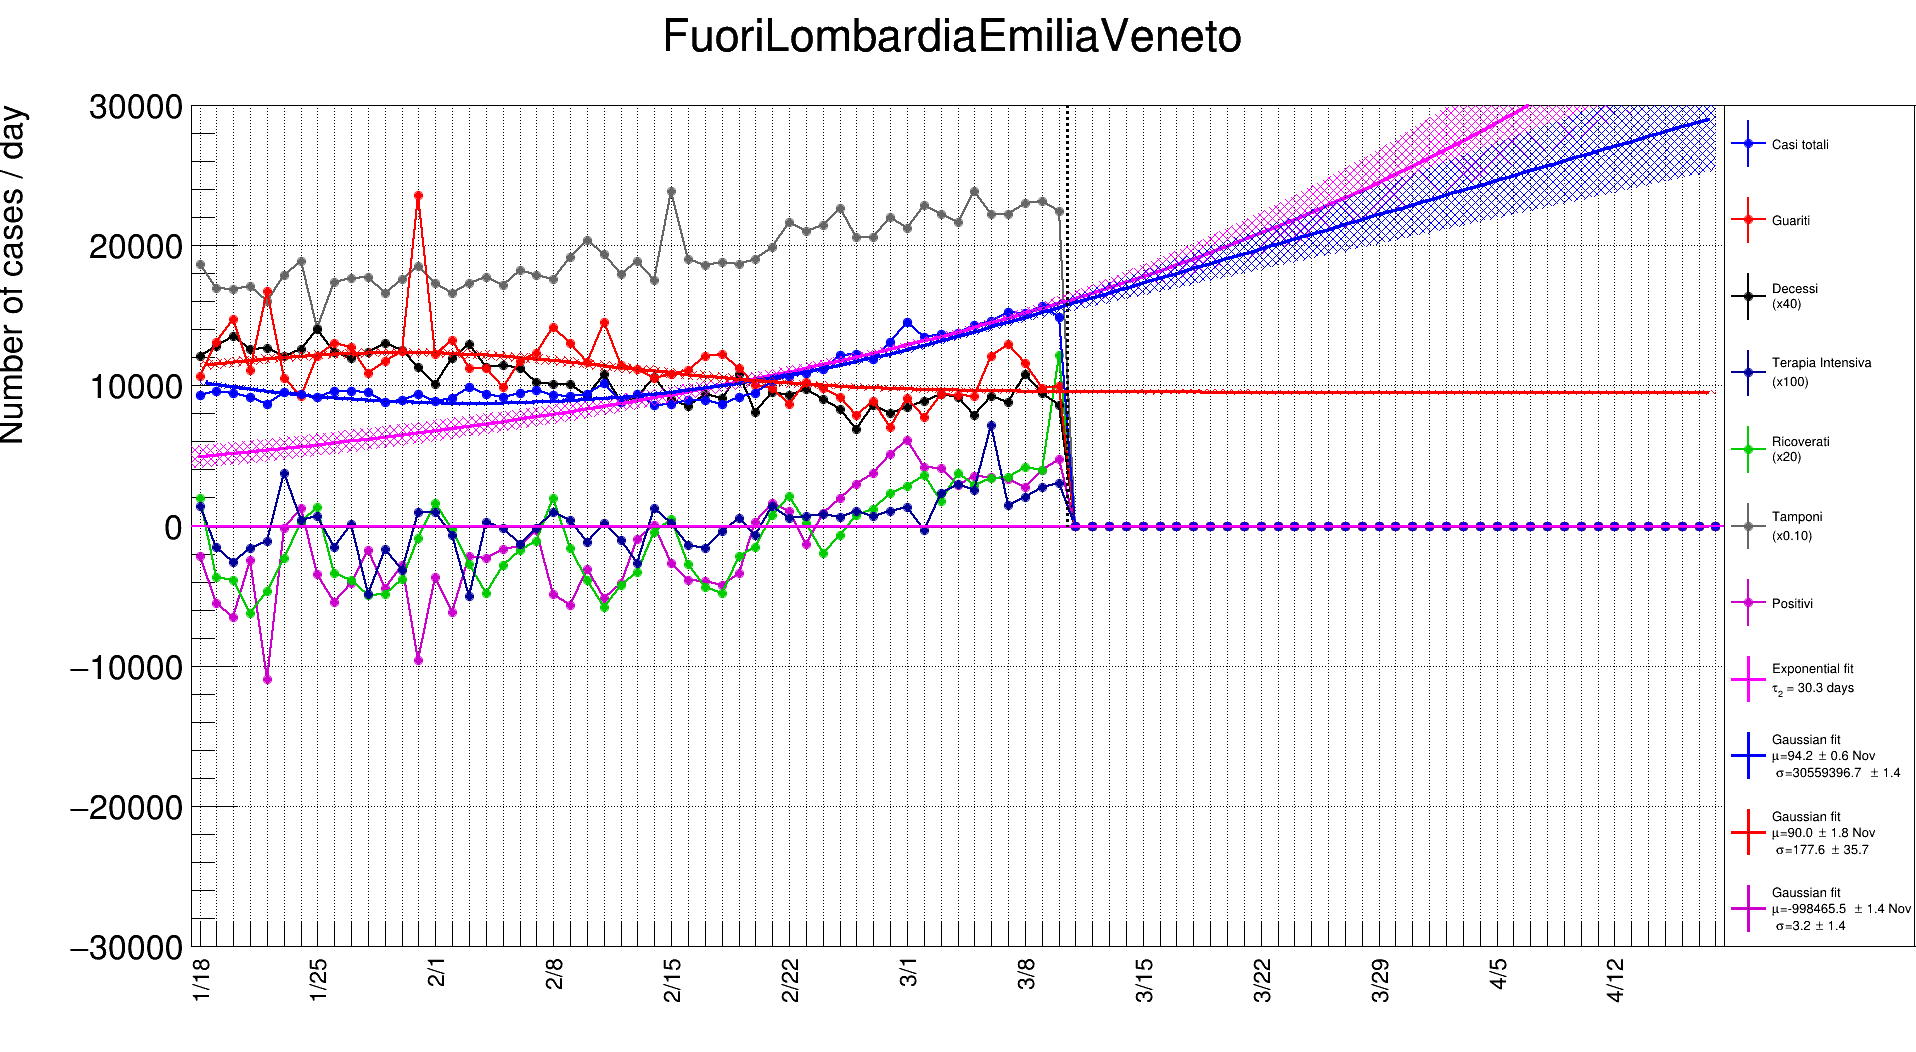 FuoriLombardiaEmiliaVeneto
Number of cases / day
30000
20000
10000
0
−10000
−20000
−30000
1/18
1/25
2/1
2/8
2/15
2/22
3/1
3/8
3/15
3/22
3/29
4/5
4/12
Casi totali
Guariti
Decessi
(x40)
Terapia Intensiva
(x100)
Ricoverati
(x20)
Tamponi
(x0.10)
Positivi
Exponential fit
τ2 = 30.3 days
Gaussian fit
μ=94.2 ± 0.6 Nov
σ=30559396.7 ± 1.4
Gaussian fit
μ=90.0 ± 1.8 Nov
σ=177.6 ± 35.7
Gaussian fit
μ=-998465.5 ± 1.4 Nov
σ=3.2 ± 1.4